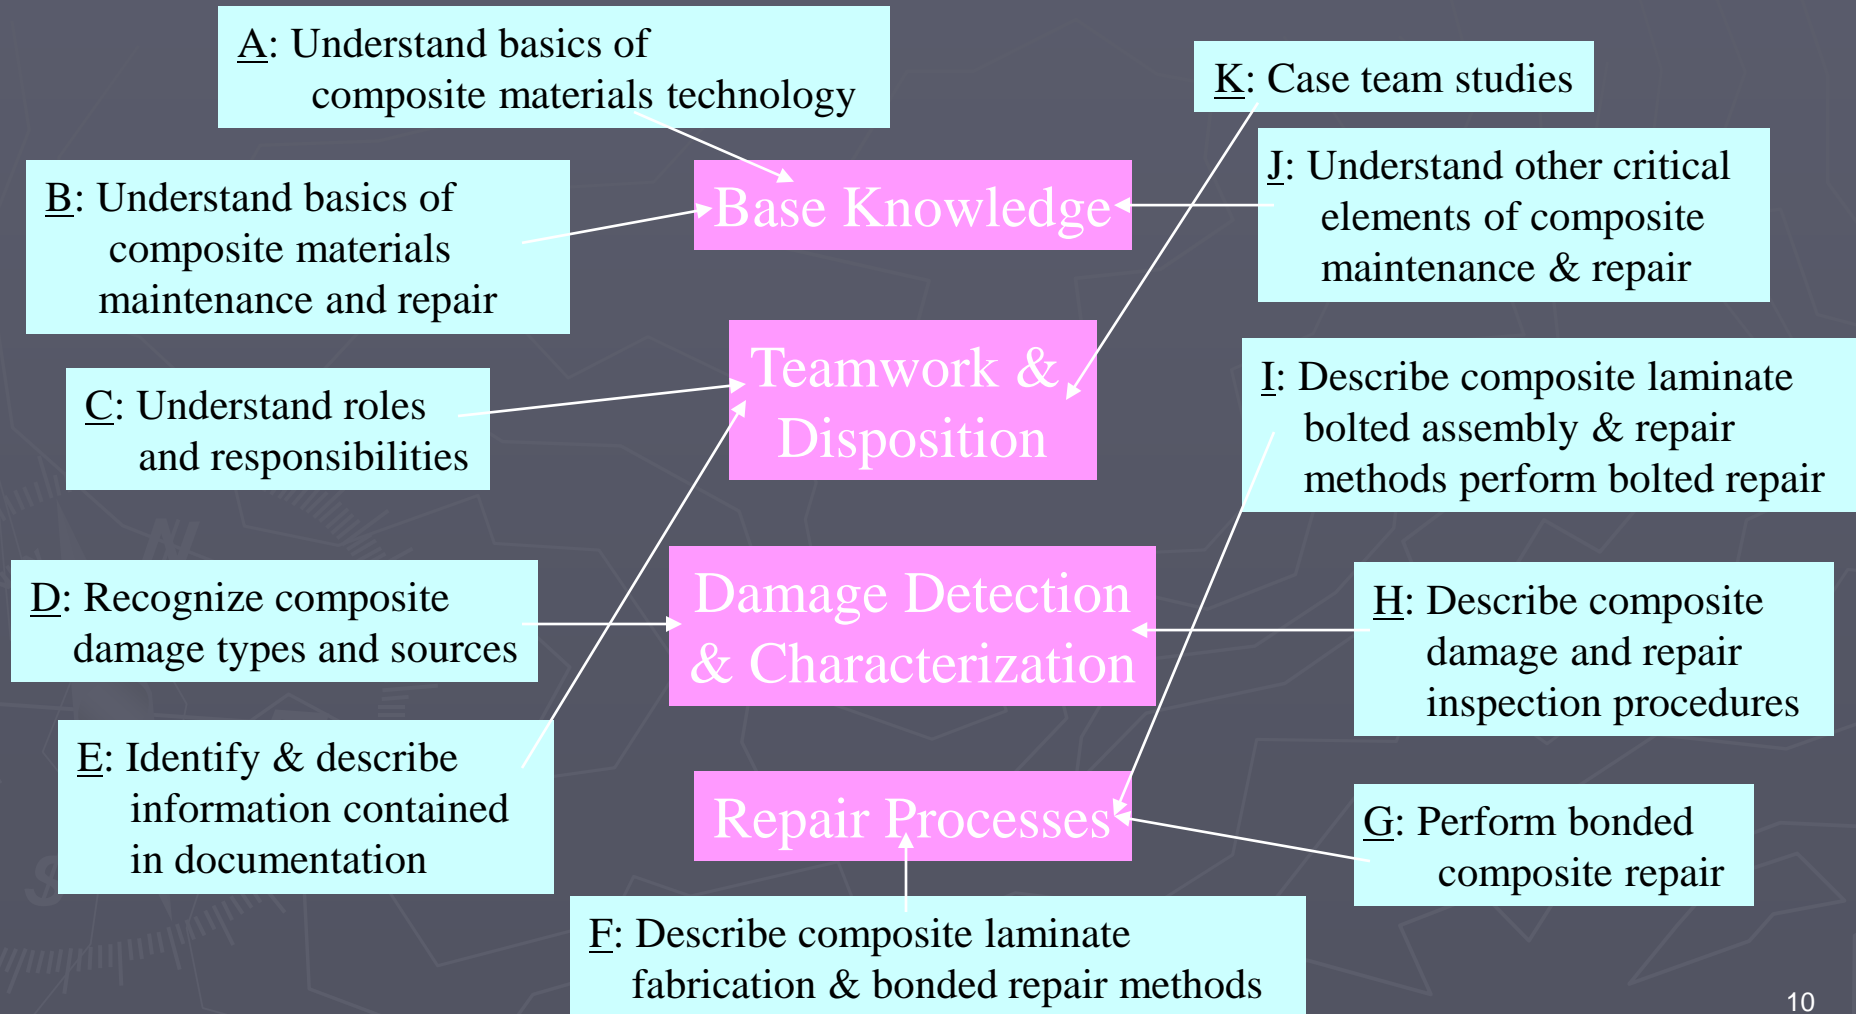 A: Understand basics of
composite materials technology
K: Case team studies
B: Understand basics of
composite materials
maintenance and repair
Base Knowledge
J: Understand other critical
elements of composite
maintenance & repair
C: Understand roles
and responsibilities
Teamwork &
Disposition
I: Describe composite laminate
bolted assembly & repair
methods perform bolted repair
D: Recognize composite
damage types and sources
Damage Detection
& Characterization
H: Describe composite
damage and repair
inspection procedures
E: Identify & describe
information contained
in documentation
Repair Processes
G: Perform bonded
composite repair
F: Describe composite laminate
fabrication & bonded repair methods
10
N
S